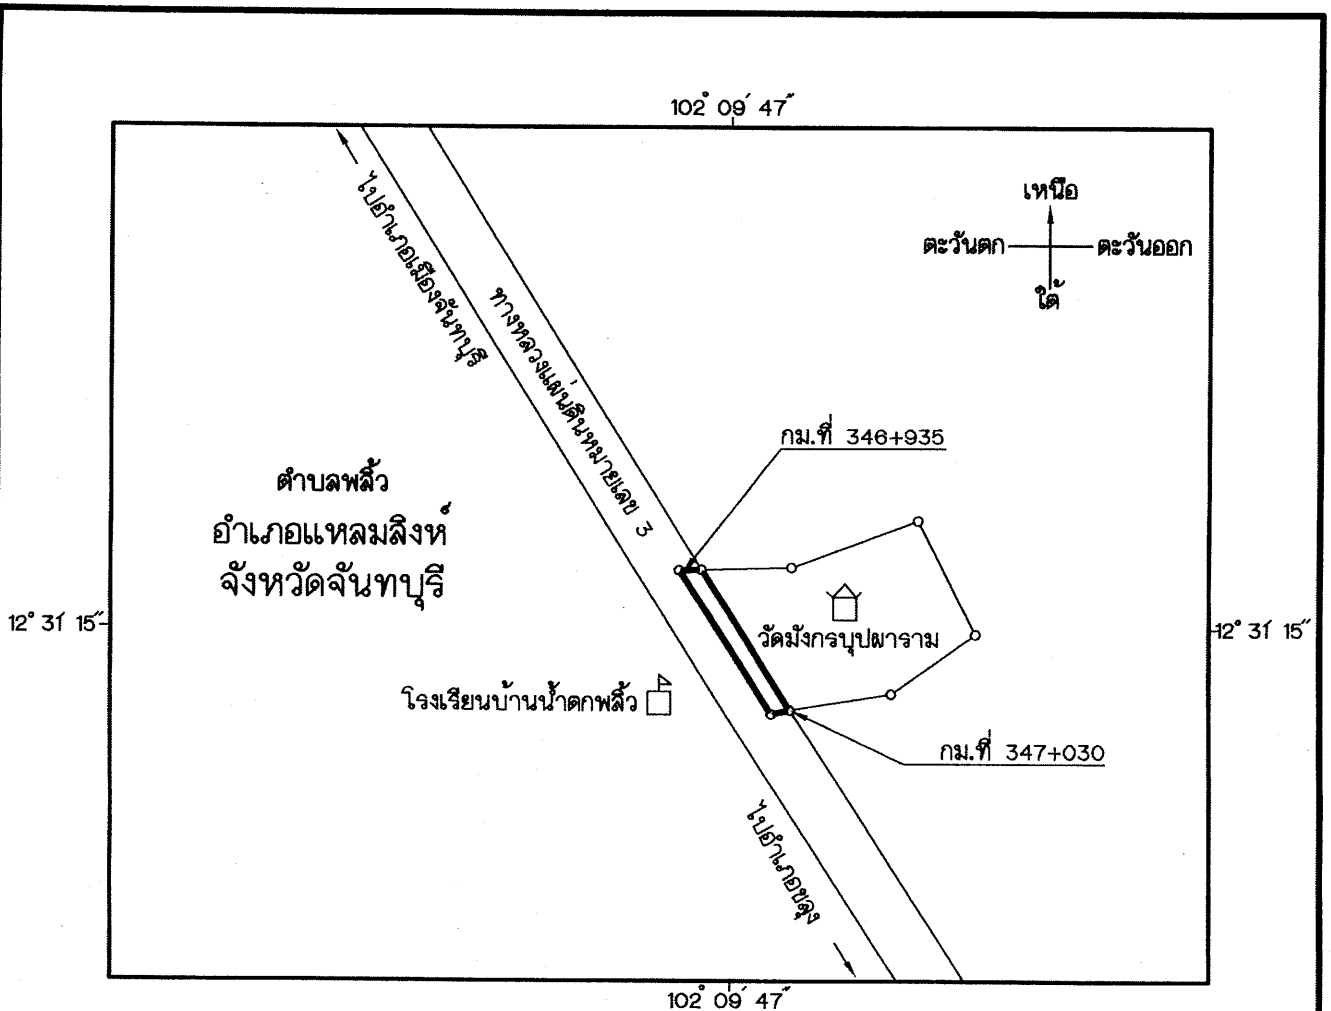 102° 09′ 47″
เหนือ
ตะวันตก ตะวันออก
ใต้
ไปอำเภอเมืองจันทบุรี
ทางหลวงแผ่นดินหมายเลข 3
กม.ที่ 346+935
ตำบลพลิ้ว
อำเภอแหลมสิงห์
จังหวัดจันทบุรี
12° 31′ 15″
12° 31′ 15″
วัดมังกรบุปผาราม
โรงเรียนบ้านน้ำตกพลิ้ว
กม.ที่ 347+030
ไปอำเภอขลุง
102° 09′ 47″